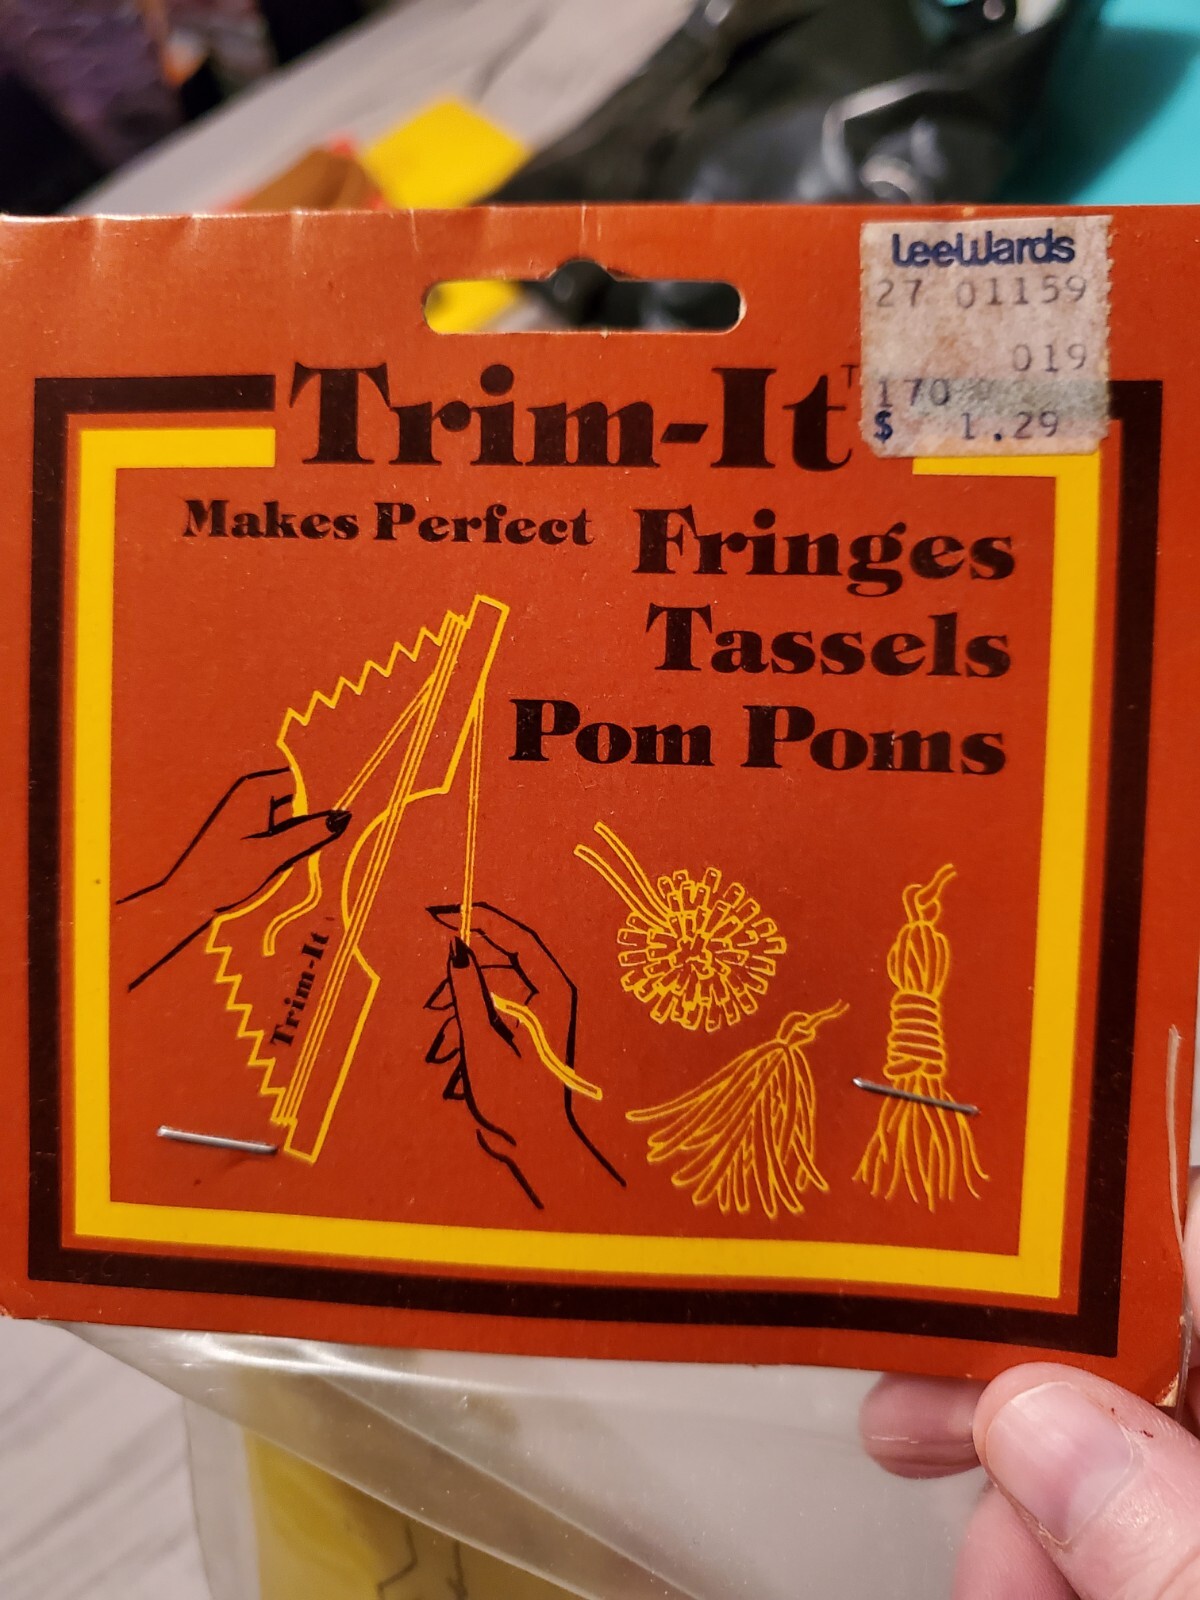 LeeWards
27 01159
019
170
$ 1.29
Trim-It
Makes Perfect Fringes
Tassels
Pom Poms
Trim-It